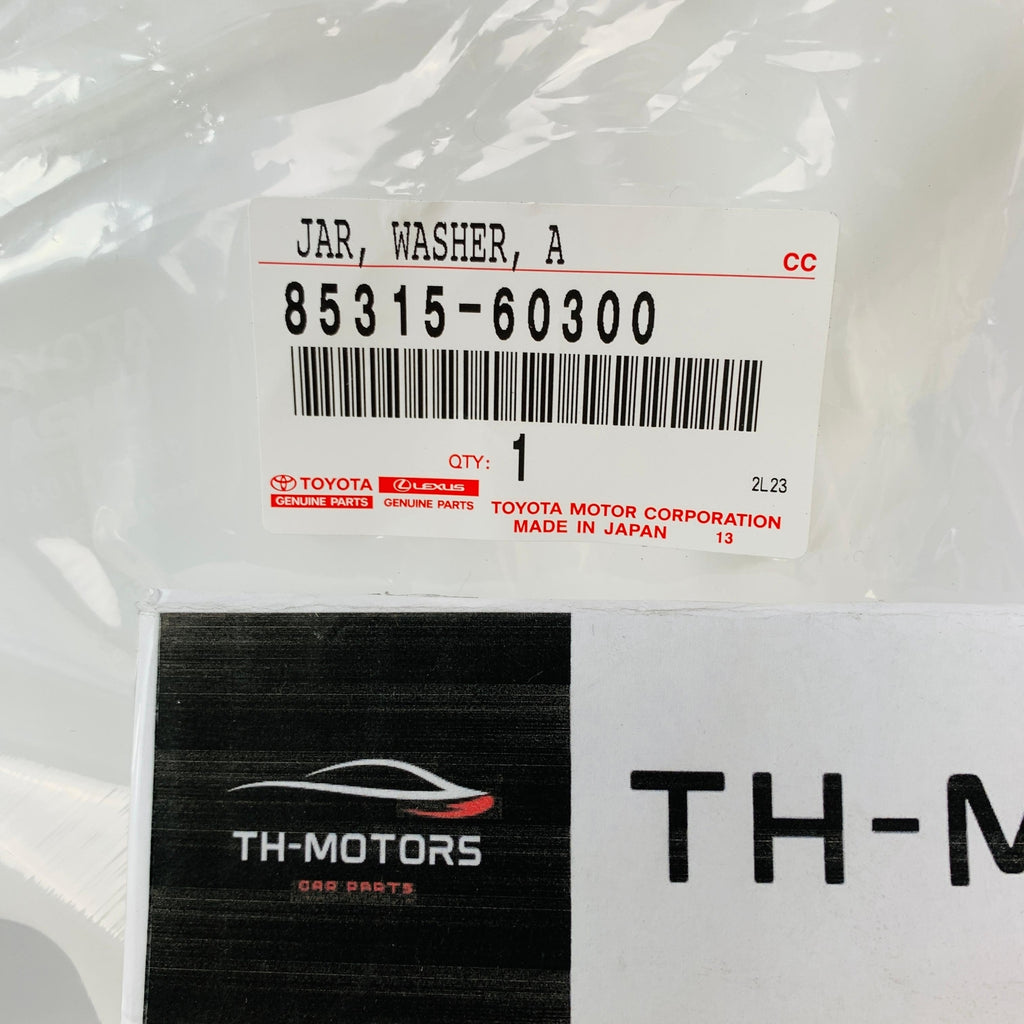 JAR, WASHER, A
CC
85315-60300
QTY: 1
2L23
TOYOTA
GENUINE PARTS
LEXUS
GENUINE PARTS
TOYOTA MOTOR CORPORATION
MADE IN JAPAN 13
TH-MOTORS
CAR PARTS
TH-M